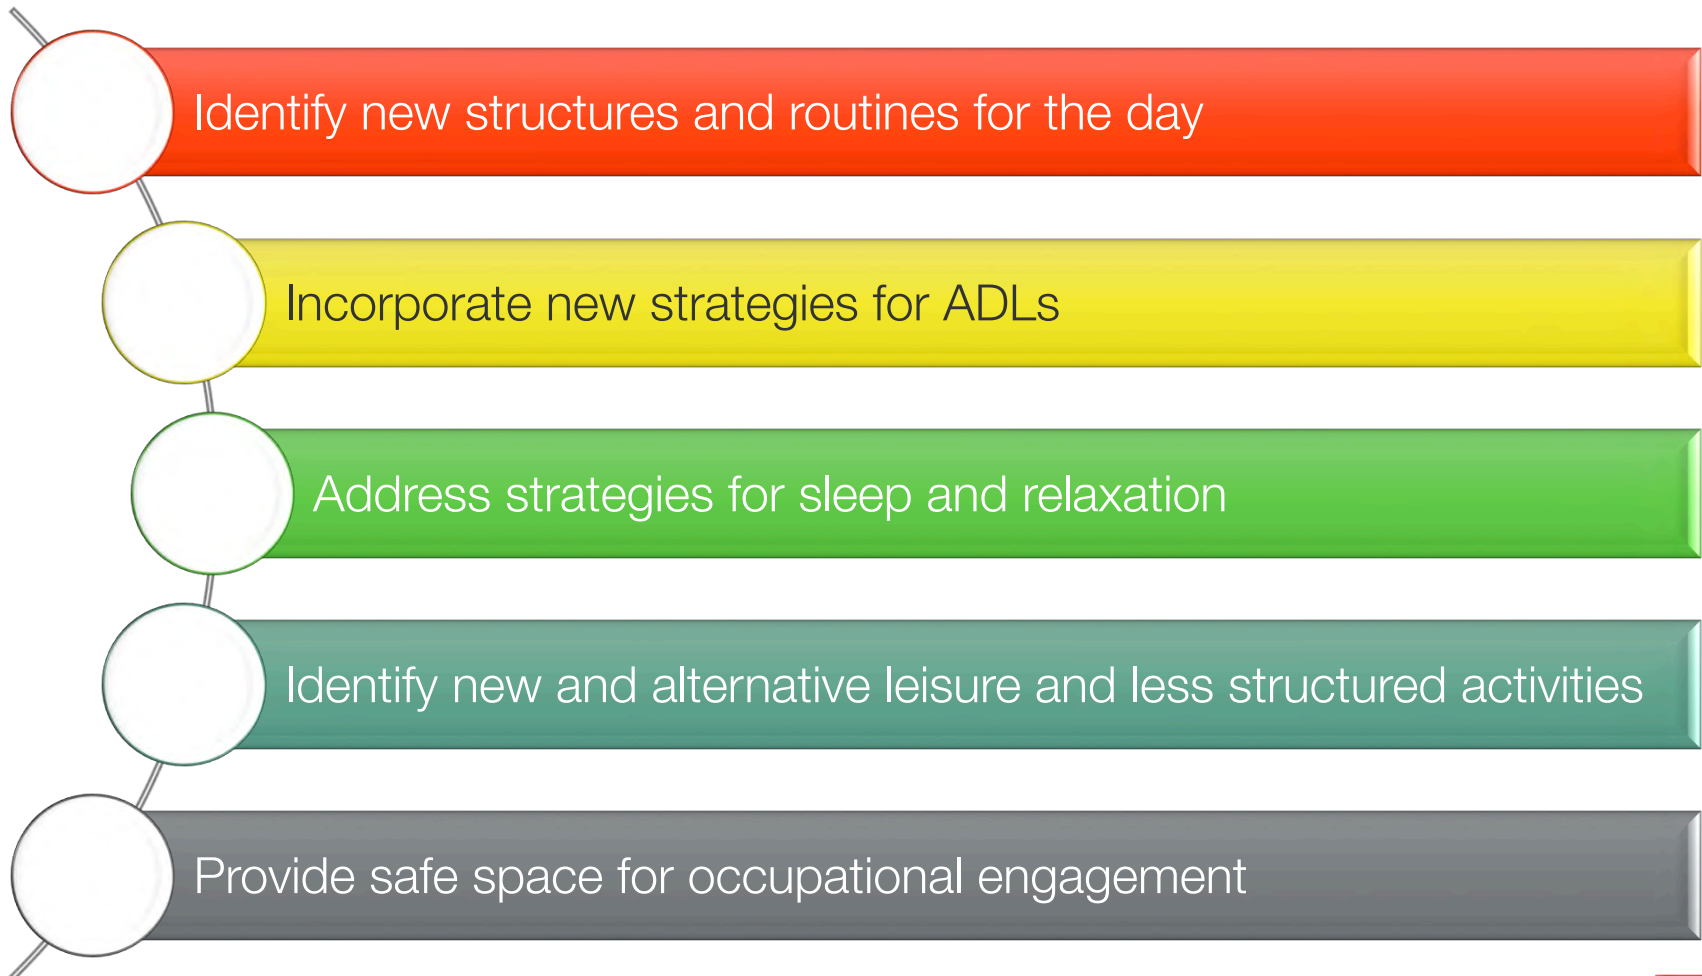 Identify new structures and routines for the day
Incorporate new strategies for ADLs
Address strategies for sleep and relaxation
Identify new and alternative leisure and less structured activities
Provide safe space for occupational engagement